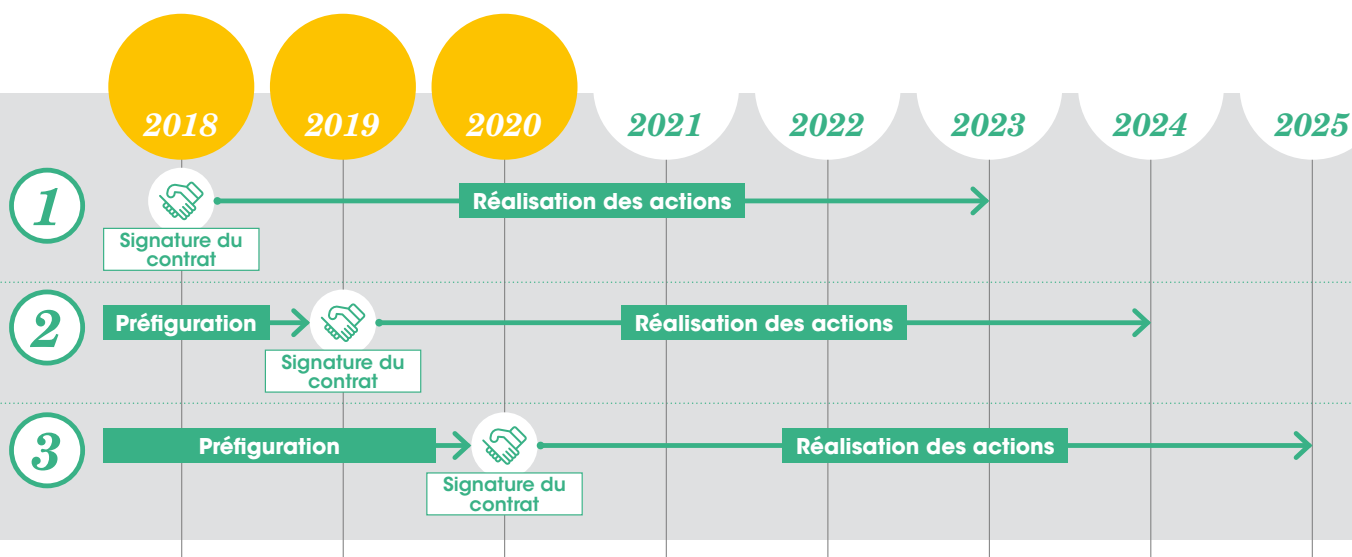 2018 2019 2020 2021 2022 2023 2024 2025
1
Réalisation des actions
Signature du
contrat
2
Préfiguration
Réalisation des actions
Signature du
contrat
3
Préfiguration
Réalisation des actions
Signature du
contrat